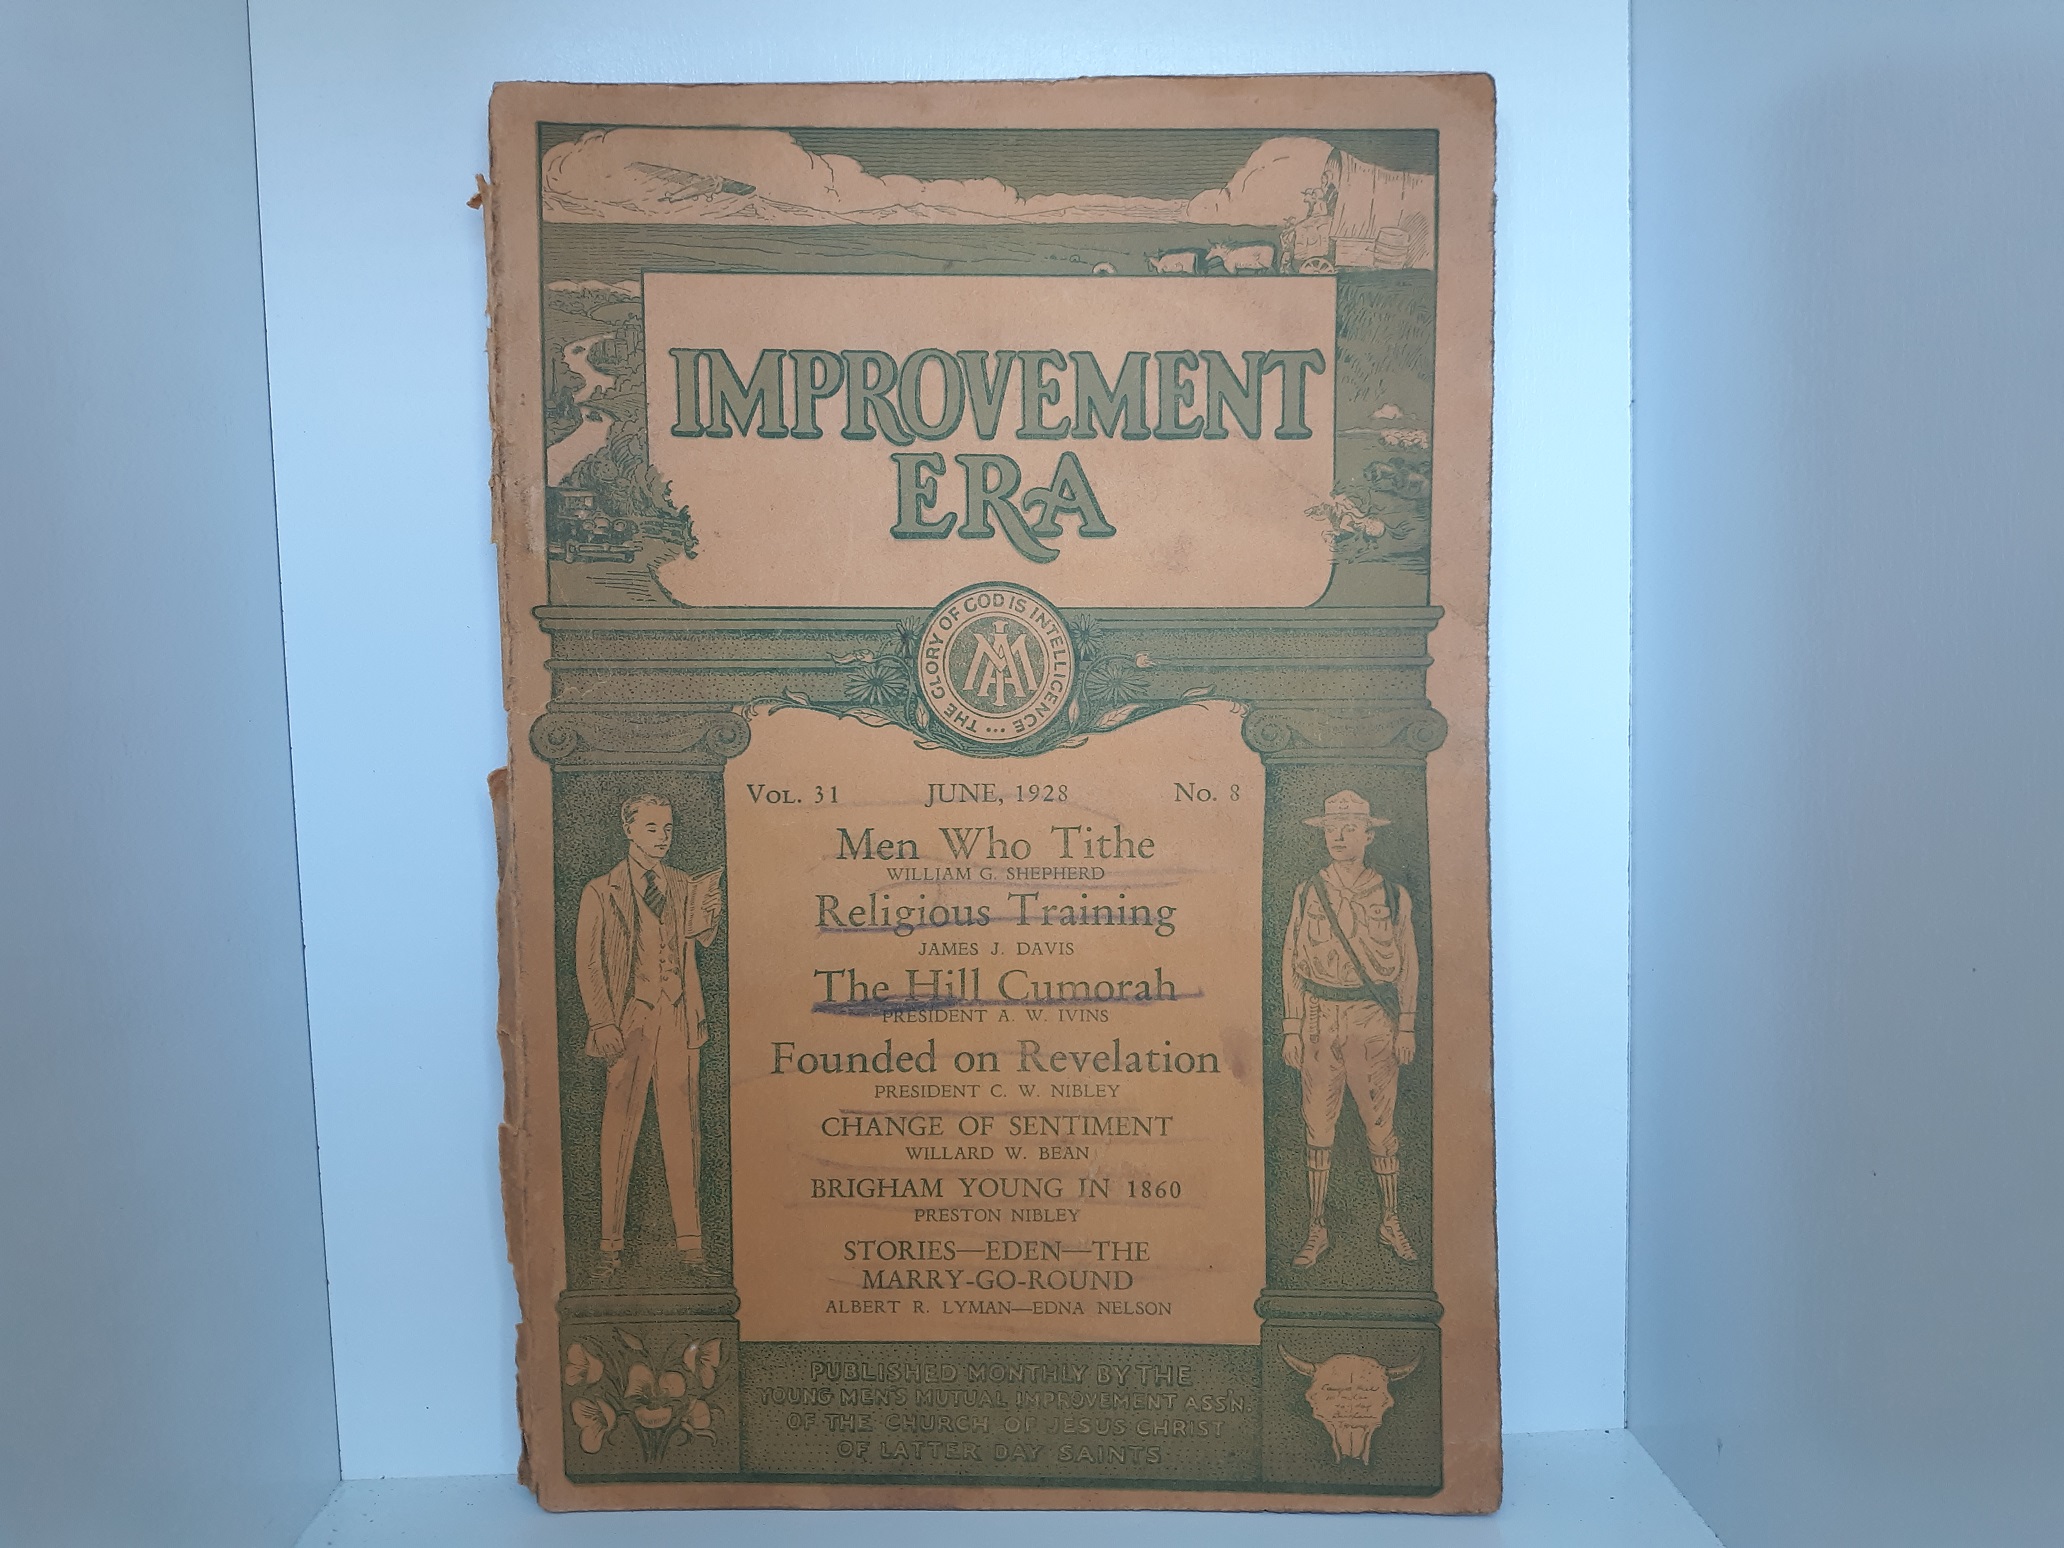 IMPROVEMENT
ERA
THE GLORY OF GOD IS INTELLIGENCE
MIA
VOL. 31 JUNE, 1928 No. 8
Men Who Tithe
WILLIAM G. SHEPHERD
Religious Training
JAMES J. DAVIS
The Hill Cumorah
PRESIDENT A. W. IVINS
Founded on Revelation
PRESIDENT C. W. NIBLEY
CHANGE OF SENTIMENT
WILLARD W. BEAN
BRIGHAM YOUNG IN 1860
PRESTON NIBLEY
STORIES—EDEN—THE
MARRY-GO-ROUND
ALBERT R. LYMAN—EDNA NELSON
PUBLISHED MONTHLY BY THE
YOUNG MEN'S MUTUAL IMPROVEMENT ASS'N.
OF THE CHURCH OF JESUS CHRIST
OF LATTER DAY SAINTS